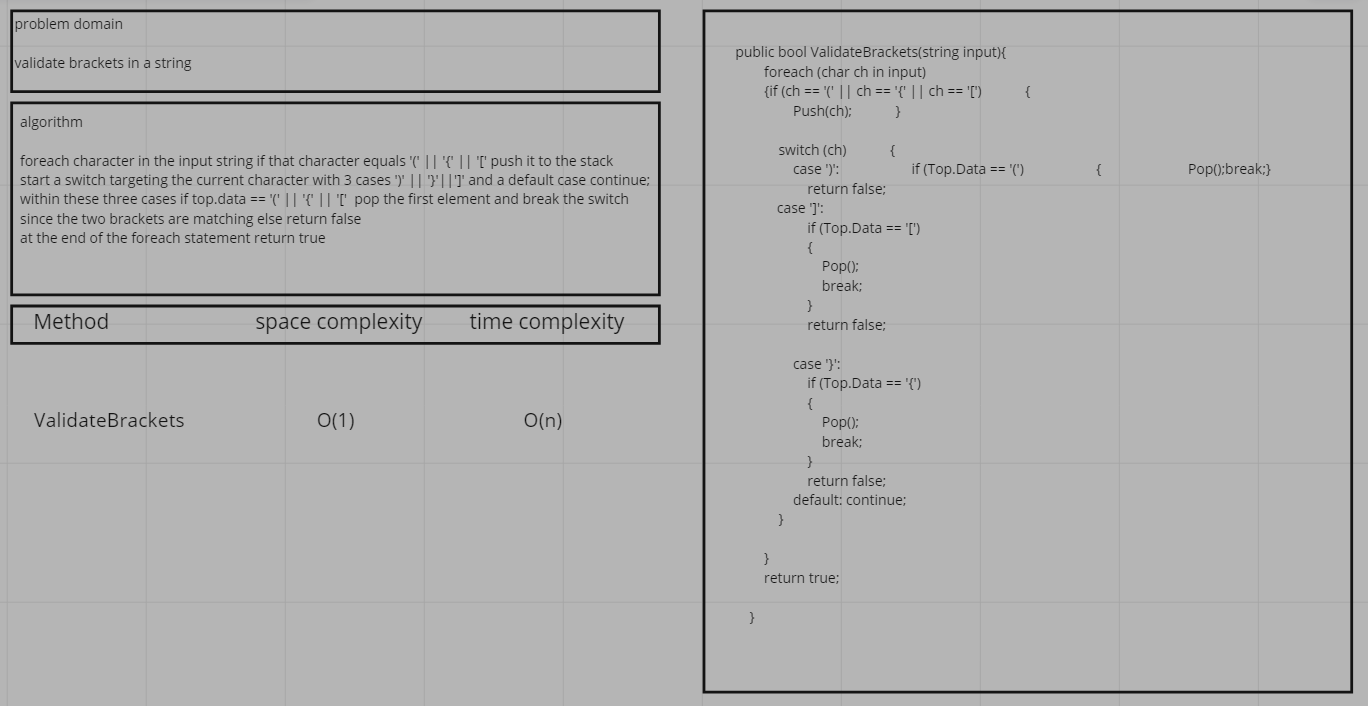 problem domain
validate brackets in a string
algorithm
foreach character in the input string if that character equals '(' || '{' || '[' push it to the stack
start a switch targeting the current character with 3 cases ')' || '}'||']' and a default case continue;
within these three cases if top.data == '(' || '{' || '['  pop the first element and break the switch
since the two brackets are matching else return false
at the end of the foreach statement return true
Method space complexity time complexity
ValidateBrackets O(1) O(n)
public bool ValidateBrackets(string input){
foreach (char ch in input)
{if (ch == '(' || ch == '{' || ch == '[') {
Push(ch); }
switch (ch) {
case ')': if (Top.Data == '(') { Pop();break;}
return false;
case ']':
if (Top.Data == '[')
{
Pop();
break;
}
return false;
case '}':
if (Top.Data == '{')
{
Pop();
break;
}
return false;
default: continue;
}
}
return true;
}